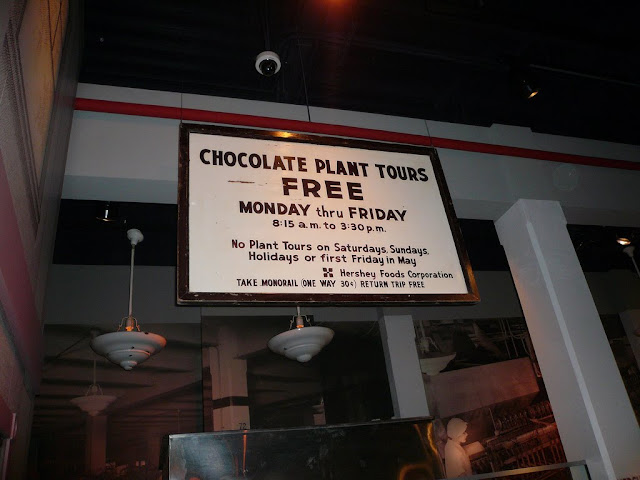 CHOCOLATE PLANT TOURS
FREE
MONDAY thru FRIDAY
8:15 a.m. to 3:30 p.m.
No Plant Tours on Saturdays, Sundays,
Holidays or first Friday in May
Hershey Foods Corporation
TAKE MONORAIL (ONE WAY 30¢) RETURN TRIP FREE